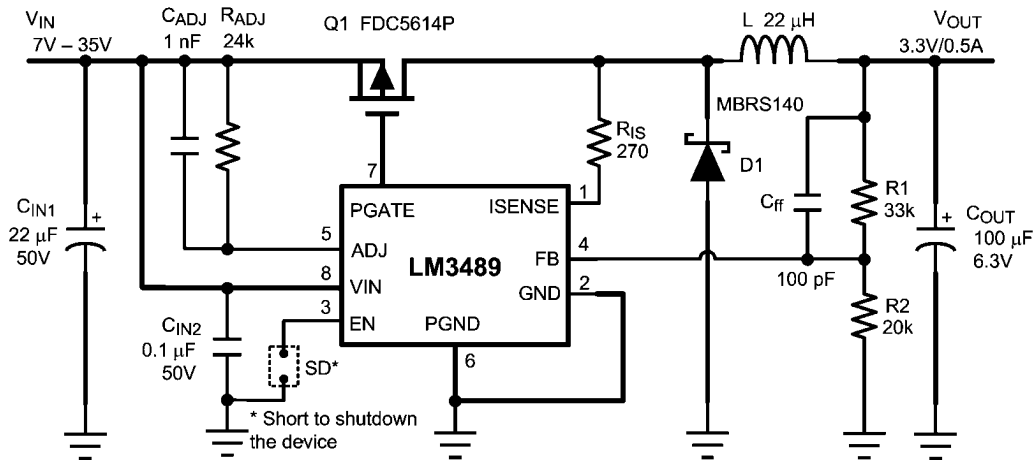 Q1 FDC5614P
VIN
7V – 35V
CADJ
1 nF
RADJ
24k
L 22 μH
VOUT
3.3V/0.5A
MBRS140
RIS
270
D1
7
1
PGATE
ISENSE
5
ADJ
4
FB
LM3489
8
VIN
2
GND
3
EN
PGND
6
CIN1
22 μF
50V
+
CIN2
0.1 μF
50V
SD*
* Short to shutdown
the device
Cff
100 pF
R1
33k
R2
20k
+
COUT
100 μF
6.3V